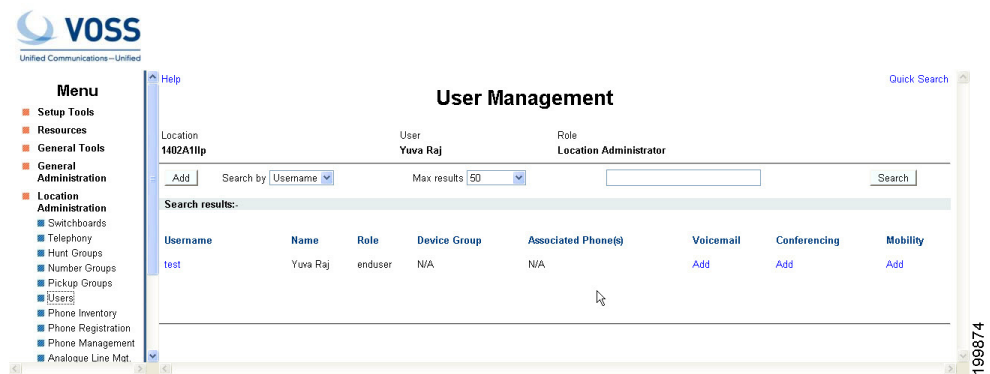 VOSS
Unified Communications—Unified
Menu
Setup Tools
Resources
General Tools
General
Administration
Location
Administration
Switchboards
Telephony
Hunt Groups
Number Groups
Pickup Groups
Users
Phone Inventory
Phone Registration
Phone Management
Analogue Line Mgt.
Help
Quick Search
User Management
Location User Role
1402A1IIp Yuva Raj Location Administrator
Add Search by Username Max results 50 Search
Search results:-
Username Name Role Device Group Associated Phone(s) Voicemail Conferencing Mobility
test Yuva Raj enduser N/A N/A Add Add Add
199874